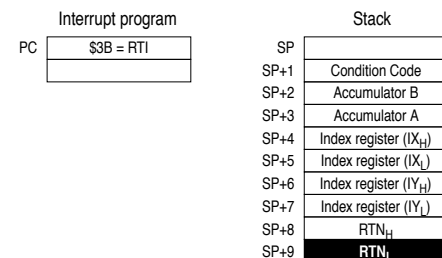 Interrupt program
PC $3B = RTI
Stack
SP
SP+1 Condition Code
SP+2 Accumulator B
SP+3 Accumulator A
SP+4 Index register (IXH)
SP+5 Index register (IXL)
SP+6 Index register (IYH)
SP+7 Index register (IYL)
SP+8 RTNH
SP+9 RTNL